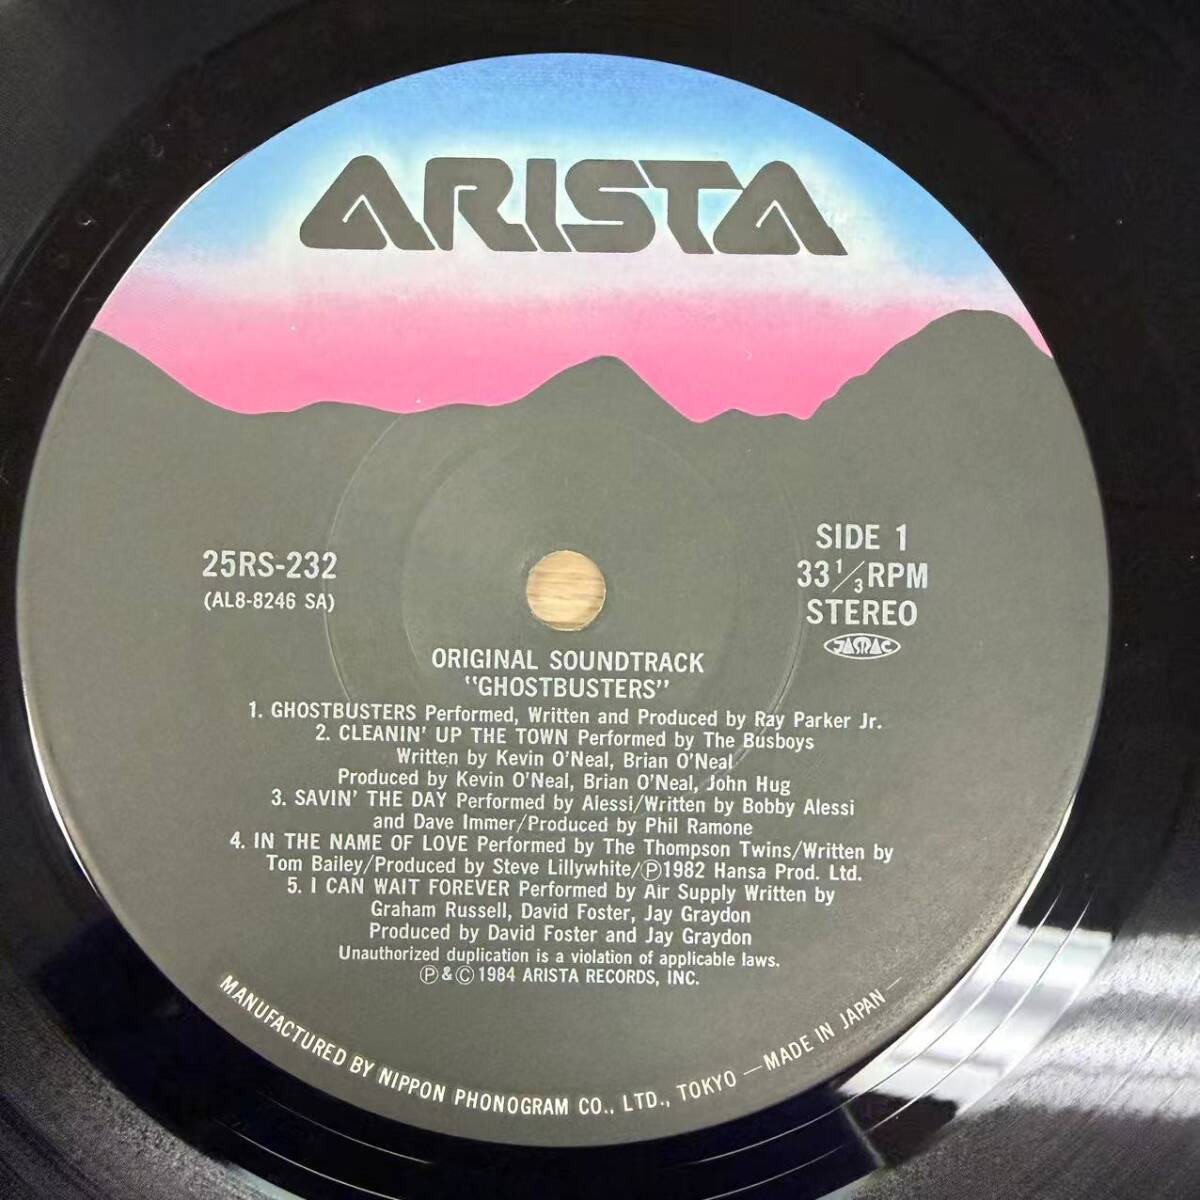 ARISTA
25RS-232
(AL8-8246 SA)
SIDE 1
33 1/3 RPM
STEREO
JASRAC
ORIGINAL SOUNDTRACK
"GHOSTBUSTERS"
1. GHOSTBUSTERS Performed, Written and Produced by Ray Parker Jr.
2. CLEANIN' UP THE TOWN Performed by The Busboys
Written by Kevin O'Neal, Brian O'Neal
Produced by Kevin O'Neal, Brian O'Neal, John Hug
3. SAVIN' THE DAY Performed by Alessi/Written by Bobby Alessi
and Dave Immer/Produced by Phil Ramone
4. IN THE NAME OF LOVE Performed by The Thompson Twins/Written by
Tom Bailey/Produced by Steve Lillywhite/Ⓟ1982 Hansa Prod. Ltd.
5. I CAN WAIT FOREVER Performed by Air Supply Written by
Graham Russell, David Foster, Jay Graydon
Produced by David Foster and Jay Graydon
Unauthorized duplication is a violation of applicable laws.
Ⓟ&© 1984 ARISTA RECORDS, INC.
MANUFACTURED BY NIPPON PHONOGRAM CO., LTD., TOKYO —MADE IN JAPAN—